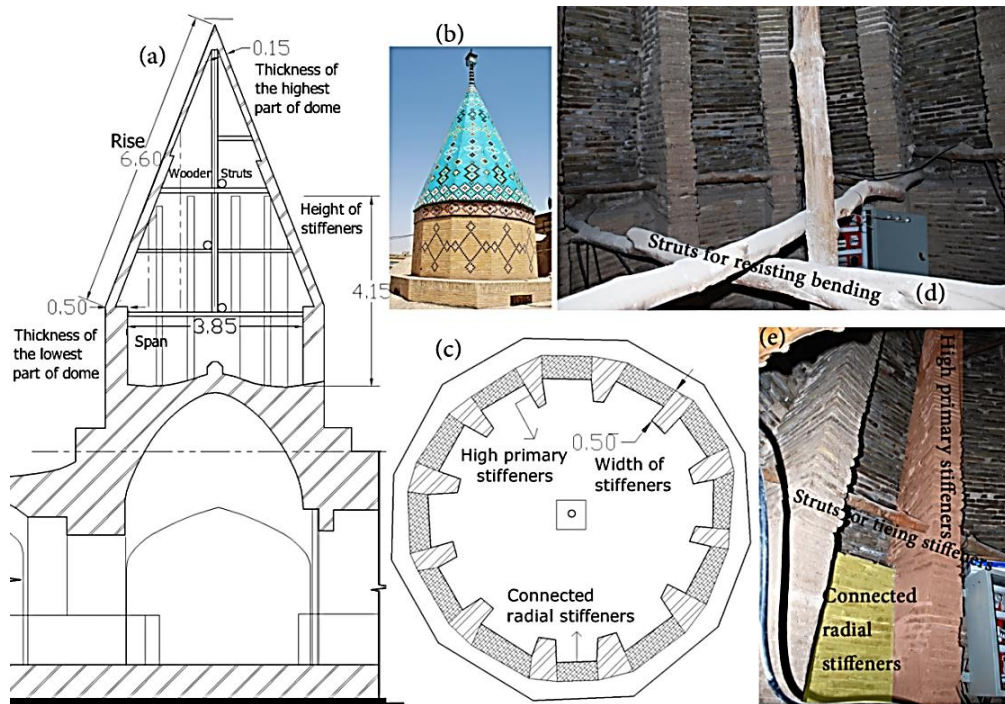 (a)
0.15
Thickness of
the highest
part of dome
Rise
6.60
Wooden Struts
Height of
stiffeners
4.15
0.50
3.85
Thickness of
the lowest
part of dome
Span
(b)
(c)
High primary
stiffeners
0.50
Width of
stiffeners
Connected
radial stiffeners
Struts for resisting bending
(d)
(e)
High primary stiffeners
Struts for tieing stiffeners
Connected
radial
stiffeners